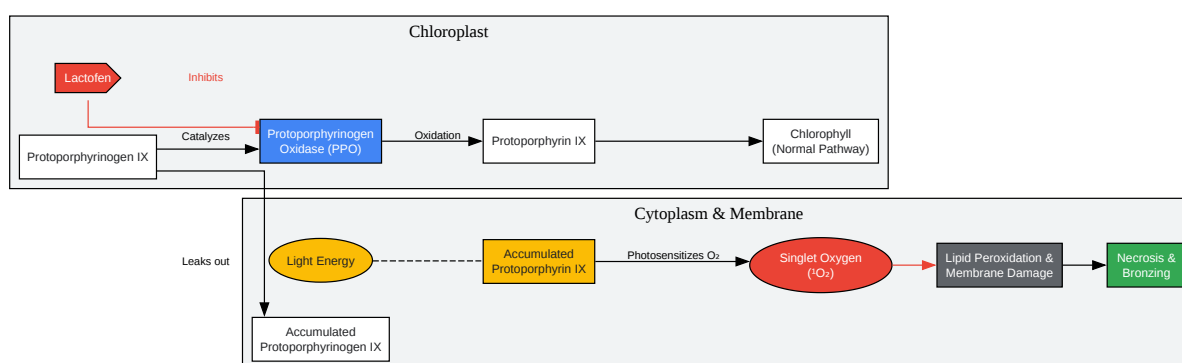 Chloroplast
Lactofen
Inhibits
Catalyzes
Protoporphyrinogen IX
Protoporphyrinogen
Oxidase (PPO)
Oxidation
Protoporphyrin IX
Chlorophyll
(Normal Pathway)
Cytoplasm & Membrane
Leaks out
Light Energy
Accumulated
Protoporphyrin IX
Photosensitizes O₂
Singlet Oxygen
(¹O₂)
Lipid Peroxidation &
Membrane Damage
Necrosis &
Bronzing
Accumulated
Protoporphyrinogen IX